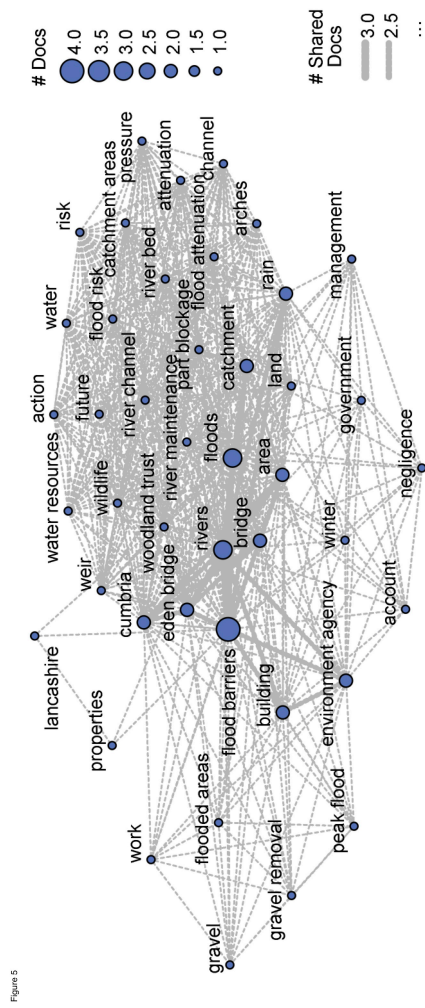 Figure 5
# Docs
4.0
3.5
3.0
2.5
2.0
1.5
1.0
# Shared
Docs
3.0
2.5
...
risk
water
action
water resources
lancashire
pressure
catchment areas
flood risk
future
wildlife
weir
properties
attenuation
river bed
river channel
woodland trust
cumbria
work
channel
flood attenuation
part blockage
river maintenance
eden bridge
arches
catchment
floods
rivers
flooded areas
gravel
rain
land
area
bridge
flood barriers
building
gravel removal
management
government
winter
environment agency
peak flood
negligence
account